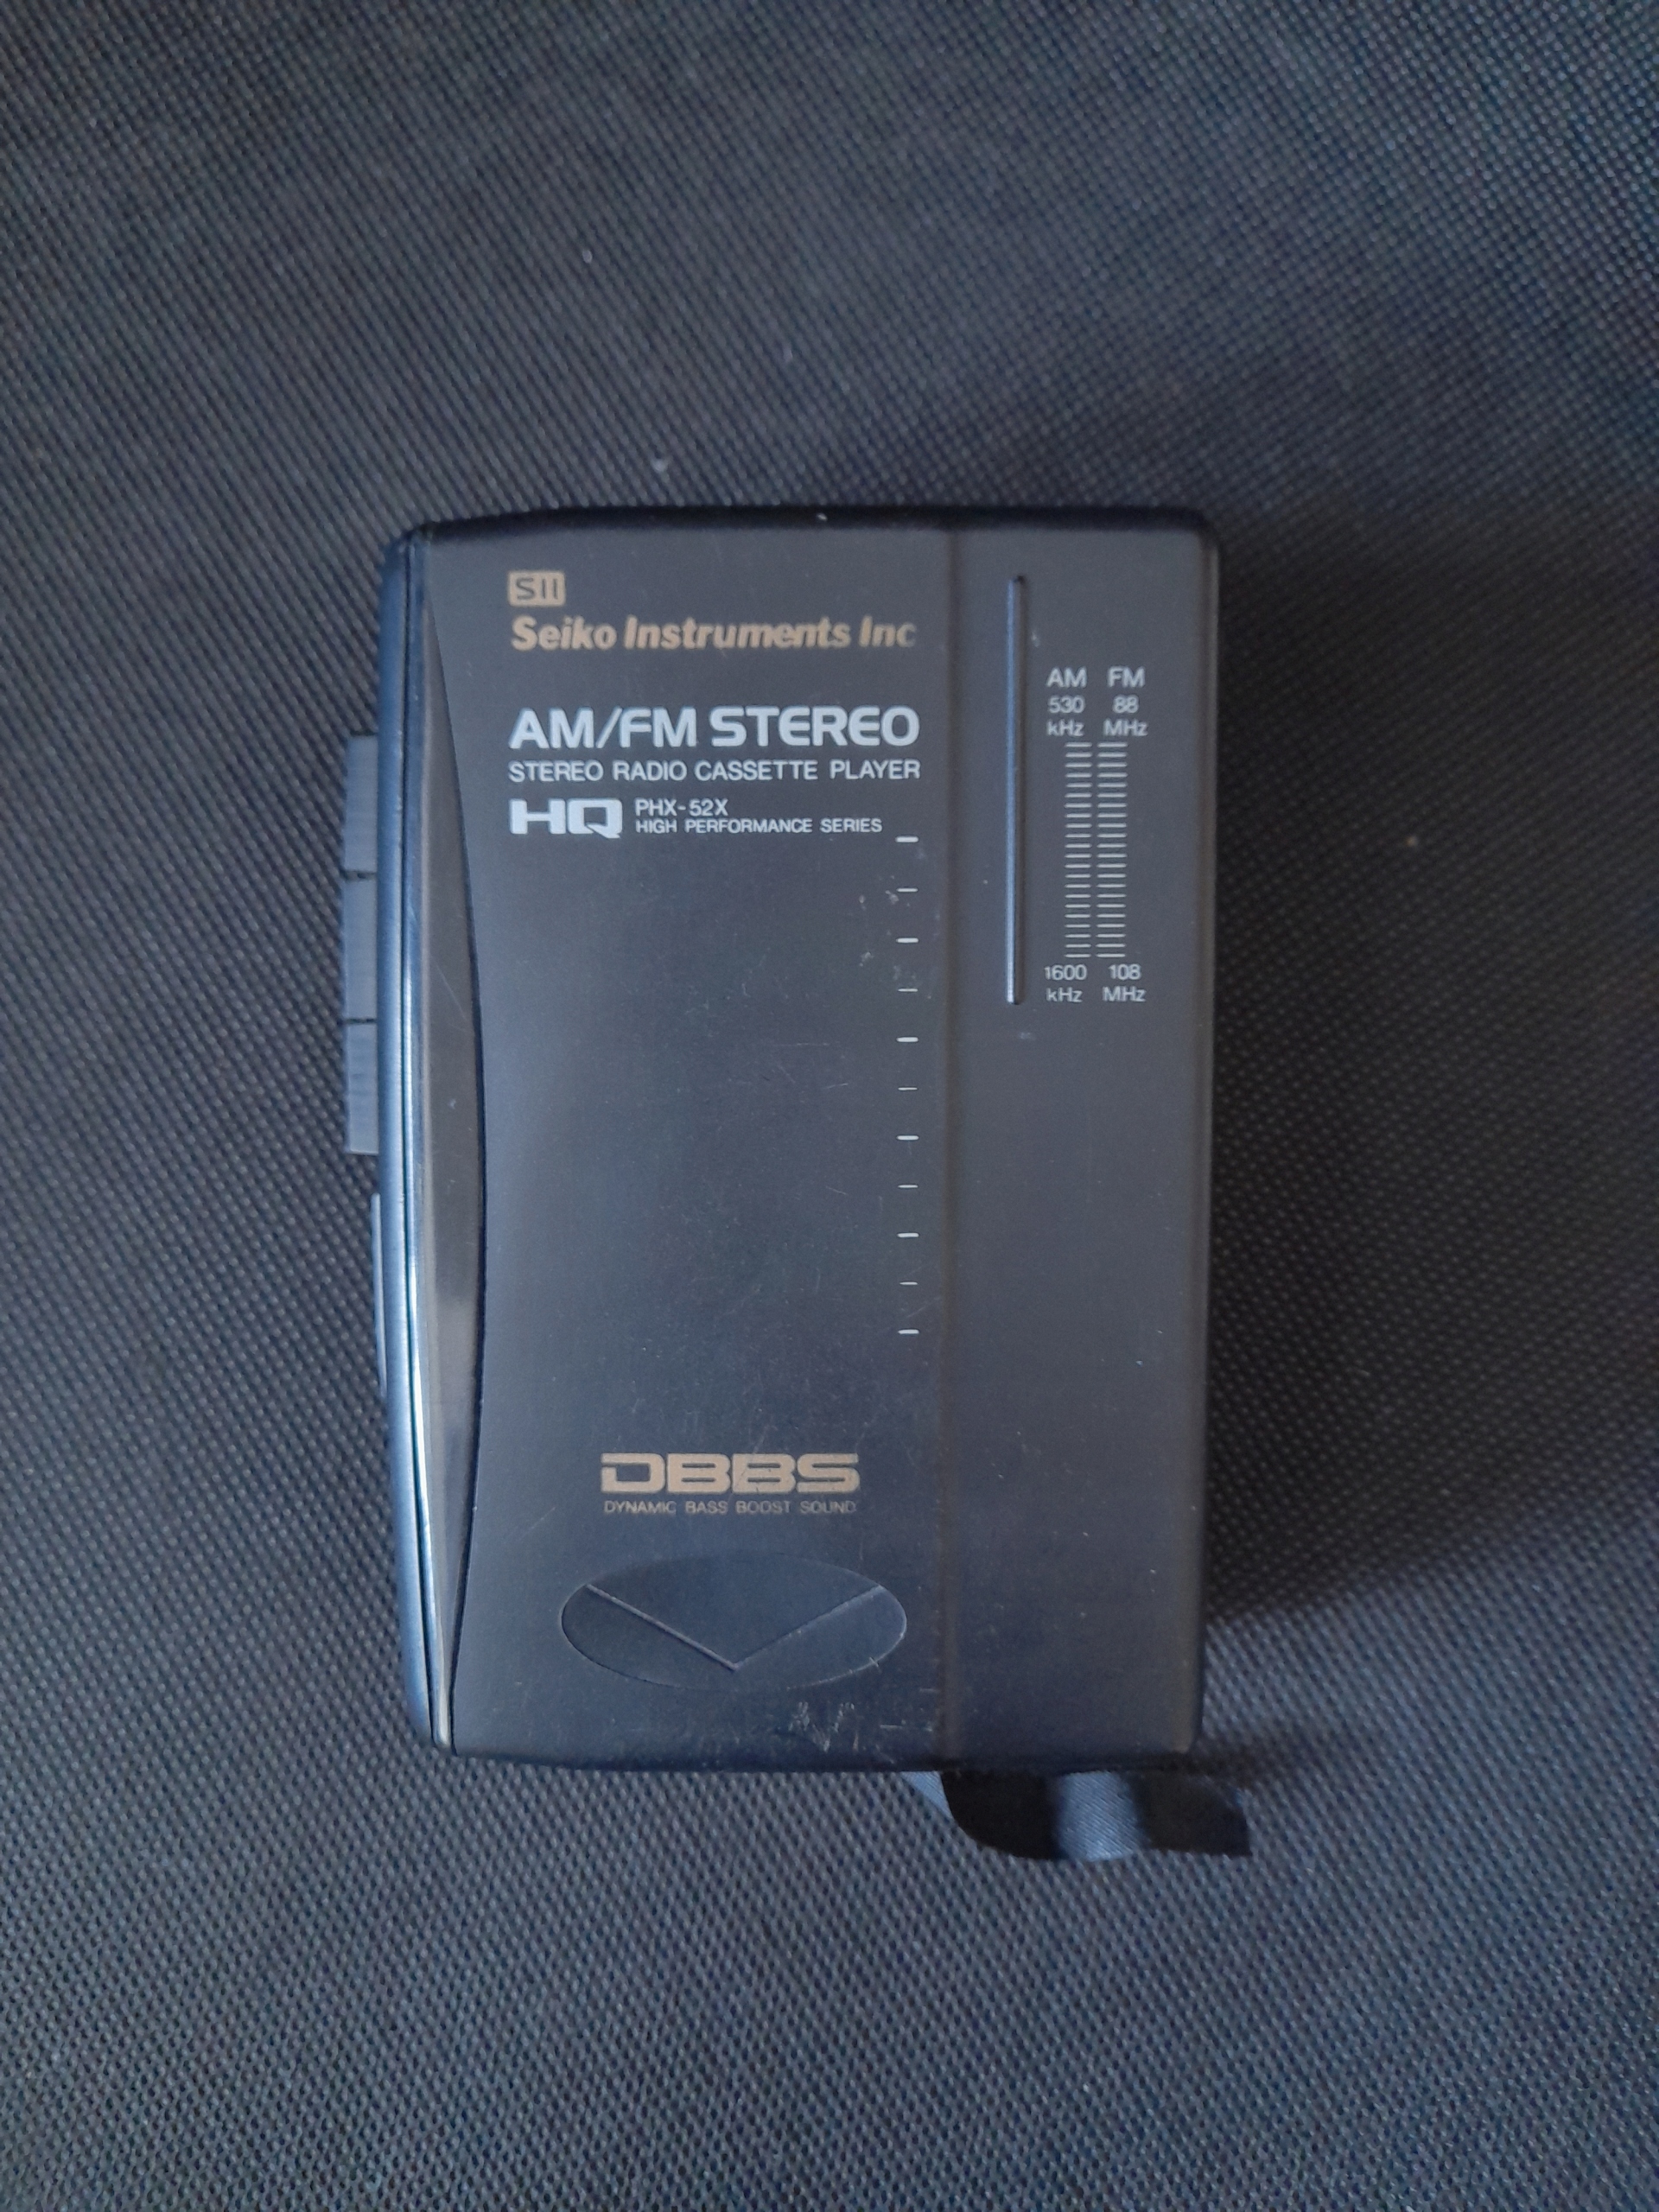 SII
Seiko Instruments Inc
AM/FM STEREO
STEREO RADIO CASSETTE PLAYER
HQ PHX-52X
HIGH PERFORMANCE SERIES
AM FM
530 88
kHz MHz
1600 108
kHz MHz
DBBS
DYNAMIC BASS BOOST SOUND